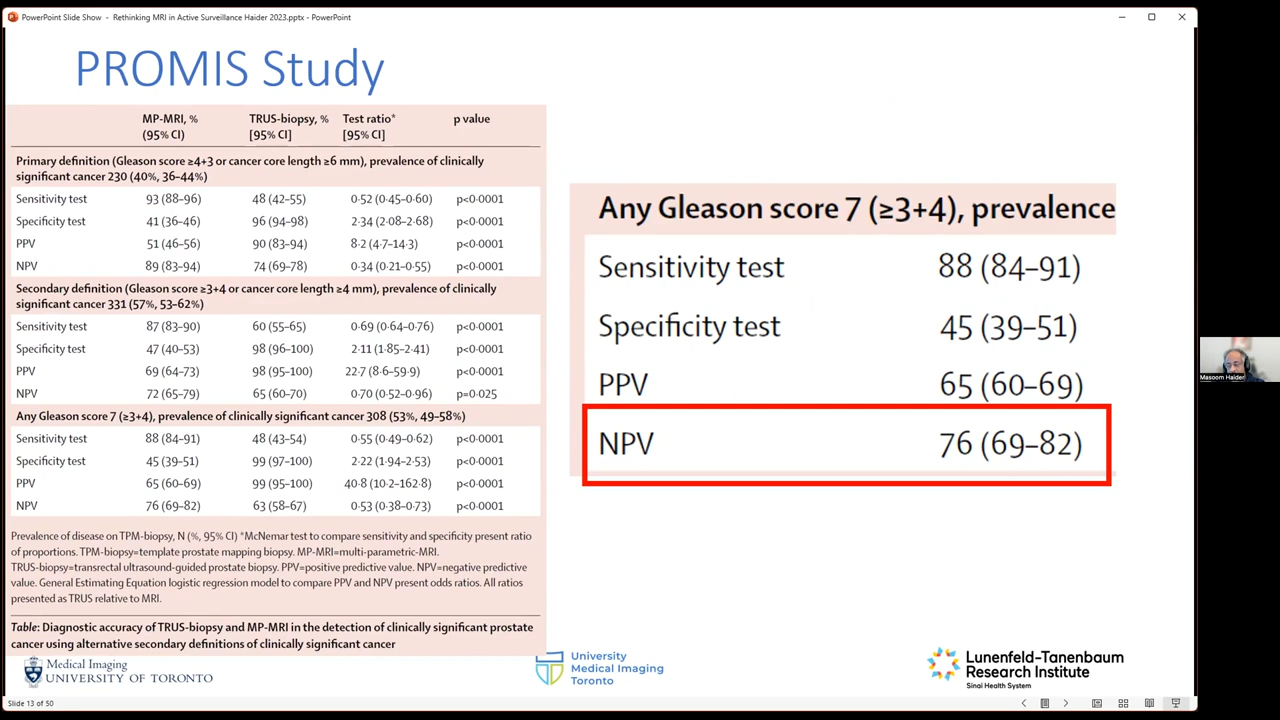 PowerPoint Slide Show - Rethinking MRI in Active Surveillance Haider 2023.pptx - PowerPoint
PROMIS Study
MP-MRI, % (95% CI) TRUS-biopsy, % [95% CI] Test ratio* [95% CI] p value
Primary definition (Gleason score ≥4+3 or cancer core length ≥6 mm), prevalence of clinically
significant cancer 230 (40%, 36–44%)
Sensitivity test 93 (88–96) 48 (42–55) 0·52 (0·45–0·60) p<0·0001
Specificity test 41 (36–46) 96 (94–98) 2·34 (2·08–2·68) p<0·0001
PPV 51 (46–56) 90 (83–94) 8·2 (4·7–14·3) p<0·0001
NPV 89 (83–94) 74 (69–78) 0·34 (0·21–0·55) p<0·0001
Secondary definition (Gleason score ≥3+4 or cancer core length ≥4 mm), prevalence of clinically
significant cancer 331 (57%, 53–62%)
Sensitivity test 87 (83–90) 60 (55–65) 0·69 (0·64–0·76) p<0·0001
Specificity test 47 (40–53) 98 (96–100) 2·11 (1·85–2·41) p<0·0001
PPV 69 (64–73) 98 (95–100) 22·7 (8·6–59·9) p<0·0001
NPV 72 (65–79) 65 (60–70) 0·70 (0·52–0·96) p=0·025
Any Gleason score 7 (≥3+4), prevalence of clinically significant cancer 308 (53%, 49–58%)
Sensitivity test 88 (84–91) 48 (43–54) 0·55 (0·49–0·62) p<0·0001
Specificity test 45 (39–51) 99 (97–100) 2·22 (1·94–2·53) p<0·0001
PPV 65 (60–69) 99 (95–100) 40·8 (10·2–162·8) p<0·0001
NPV 76 (69–82) 63 (58–67) 0·53 (0·38–0·73) p<0·0001
Prevalence of disease on TPM-biopsy, N (%, 95% CI) *McNemar test to compare sensitivity and specificity present ratio
of proportions. TPM-biopsy=template prostate mapping biopsy. MP-MRI=multi-parametric-MRI.
TRUS-biopsy=transrectal ultrasound-guided prostate biopsy. PPV=positive predictive value. NPV=negative predictive
value. General Estimating Equation logistic regression model to compare PPV and NPV present odds ratios. All ratios
presented as TRUS relative to MRI.
Table: Diagnostic accuracy of TRUS-biopsy and MP-MRI in the detection of clinically significant prostate
cancer using alternative secondary definitions of clinically significant cancer
Any Gleason score 7 (≥3+4), prevalence
Sensitivity test 88 (84–91)
Specificity test 45 (39–51)
PPV 65 (60–69)
NPV 76 (69–82)
Masoom Haider
Medical Imaging
UNIVERSITY OF TORONTO
University
Medical Imaging
Toronto
Lunenfeld-Tanenbaum
Research Institute
Sinai Health System
Slide 13 of 50